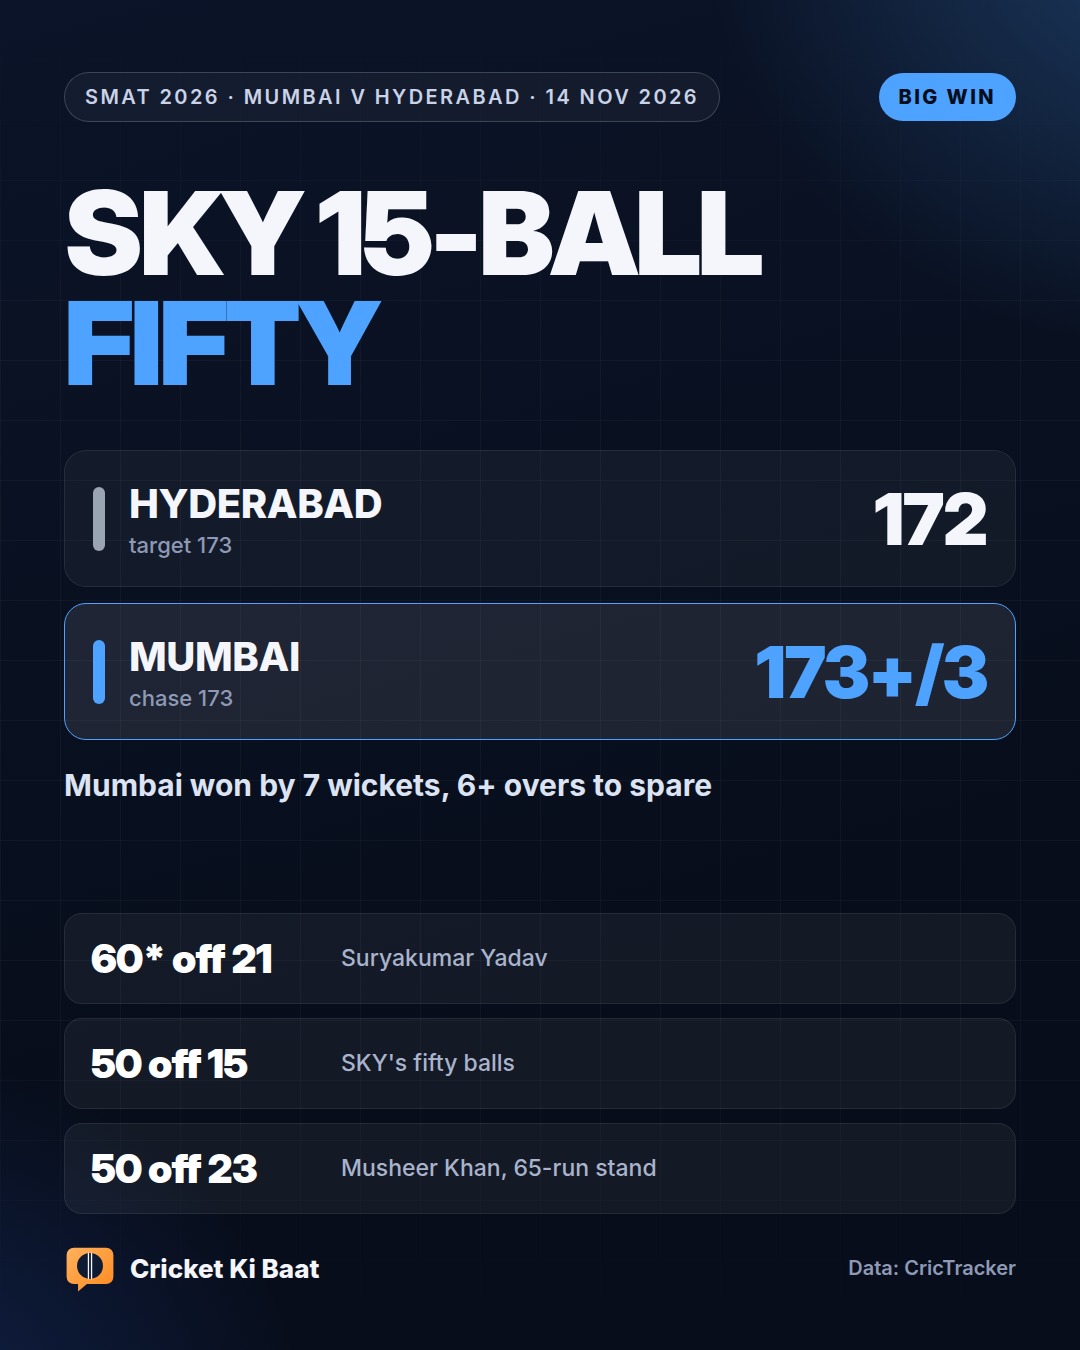 SMAT 2026 · MUMBAI V HYDERABAD · 14 NOV 2026
BIG WIN
SKY 15-BALL
FIFTY
HYDERABAD
target 173
172
MUMBAI
chase 173
173+/3
Mumbai won by 7 wickets, 6+ overs to spare
60* off 21
Suryakumar Yadav
50 off 15
SKY's fifty balls
50 off 23
Musheer Khan, 65-run stand
Cricket Ki Baat
Data: CricTracker